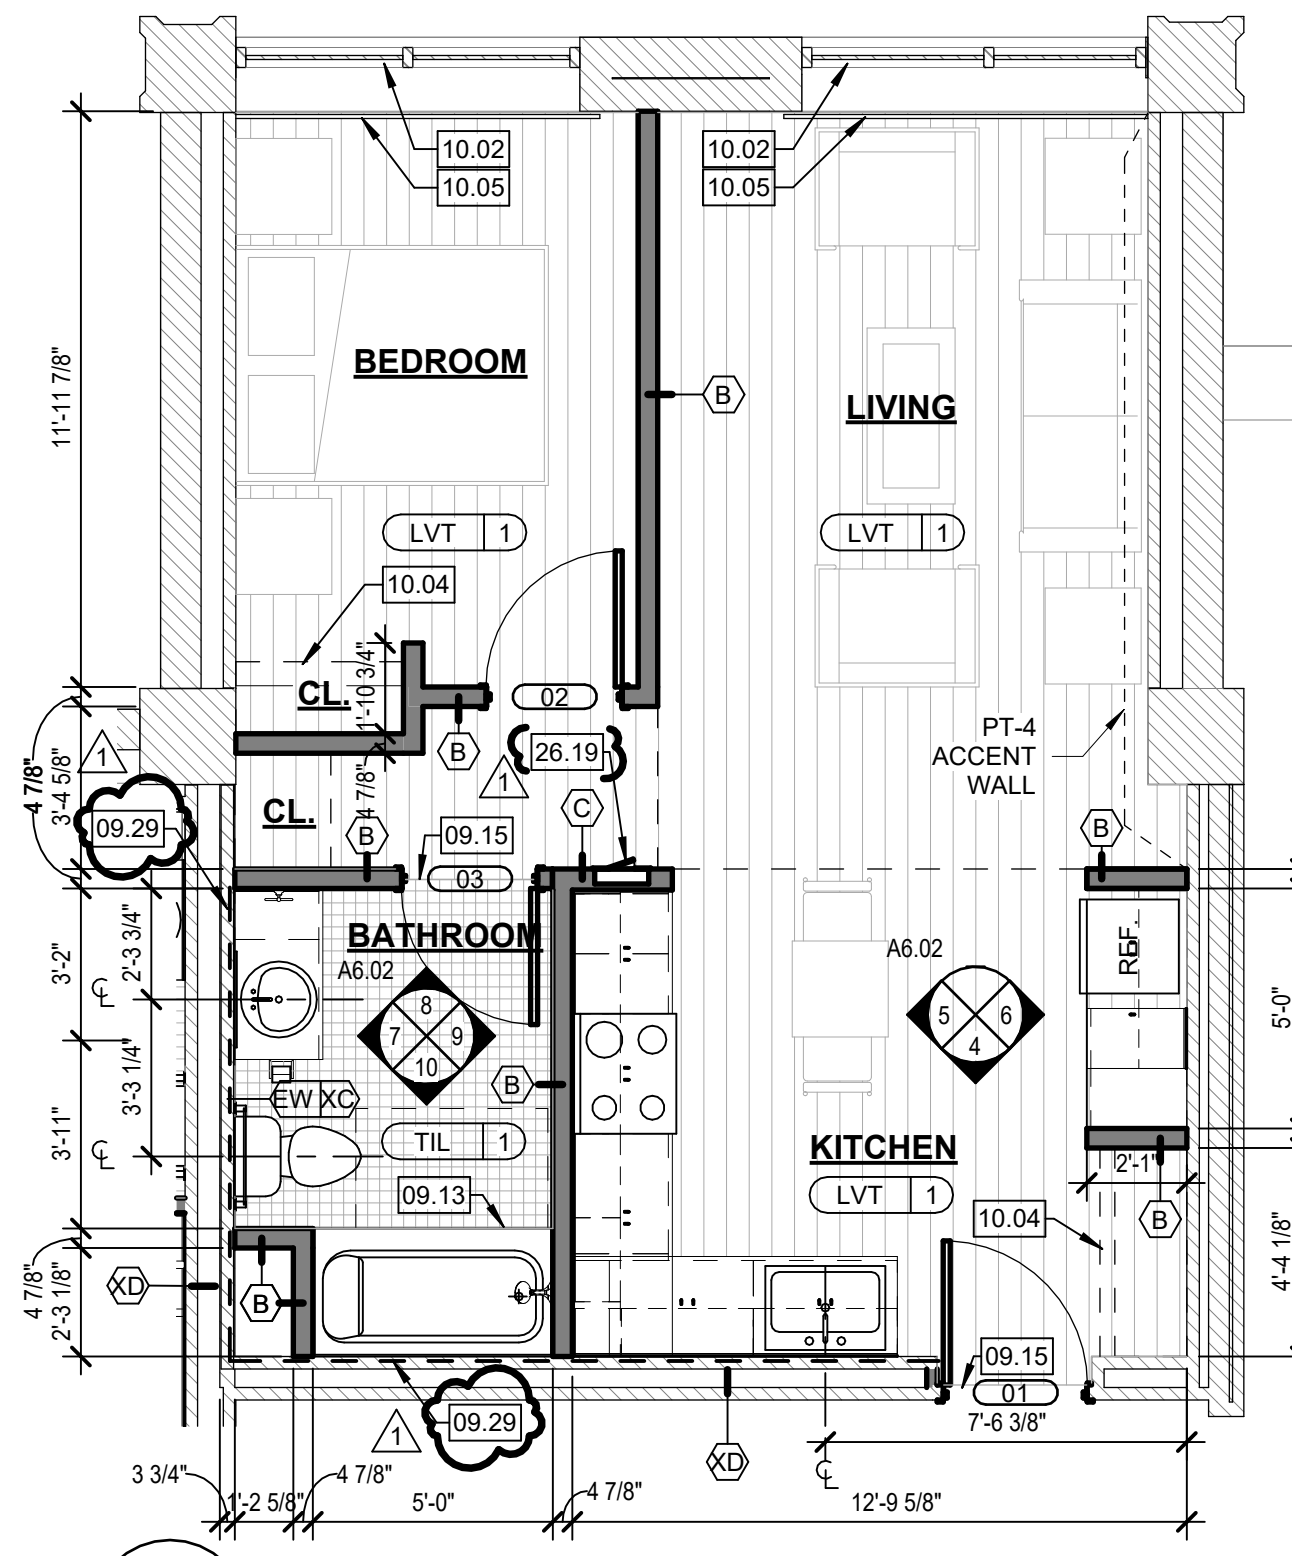 10.02
10.05
10.02
10.05
11'-11 7/8"
BEDROOM
B
LIVING
LVT 1
LVT 1
10.04
1'-10 3/4"
CL.
02
PT-4
ACCENT
WALL
B
26.19
1
1
4 7/8"
3'-4 5/8"
4 7/8"
CL.
C
09.29
B
09.15
B
03
BATHROOM
A6.02
A6.02
REF.
3'-2"
2'-3 3/4"
CL
8
7 9
10
5 6
4
5'-0"
3'-3 1/4"
B
EW XC
3'-11"
CL
TIL 1
KITCHEN
2'-1"
09.13
LVT 1
10.04
B
4 7/8"
2'-3 1/8"
XD
B
4'-4 1/8"
09.15
01
1
09.29
7'-6 3/8"
XD
CL
3 3/4"
1'-2 5/8"
4 7/8"
5'-0"
4 7/8"
12'-9 5/8"